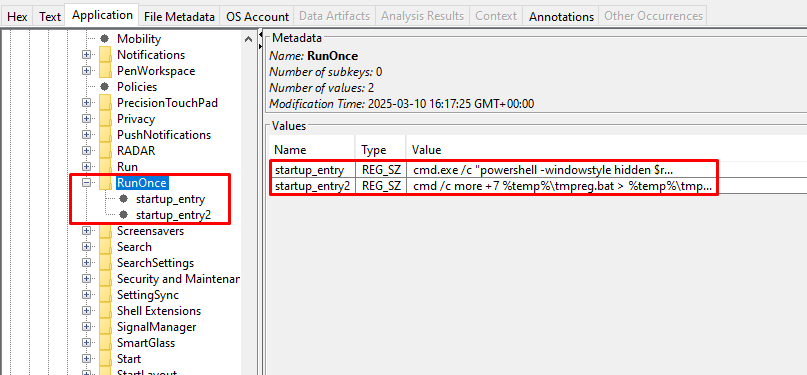 Hex Text Application File Metadata OS Account Data Artifacts Analysis Results Context Annotations Other Occurrences
Mobility
Notifications
PenWorkspace
Policies
PrecisionTouchPad
Privacy
PushNotifications
RADAR
Run
RunOnce
startup_entry
startup_entry2
Screensavers
Search
SearchSettings
Security and Maintenan
SettingSync
Shell Extensions
SignalManager
SmartGlass
Start
StartLayout
Metadata
Name: RunOnce
Number of subkeys: 0
Number of values: 2
Modification Time: 2025-03-10 16:17:25 GMT+00:00
Values
Name Type Value
startup_entry REG_SZ cmd.exe /c "powershell -windowstyle hidden $r...
startup_entry2 REG_SZ cmd /c more +7 %temp%\tmpreg.bat > %temp%\tmp...